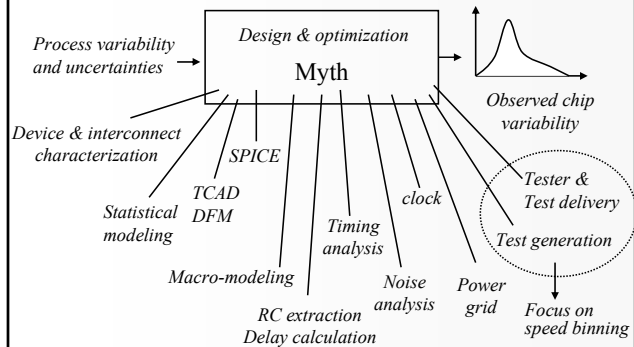 Process variability
and uncertainties
Design & optimization
Myth
Observed chip
variability
Device & interconnect
characterization
SPICE
TCAD
DFM
Statistical
modeling
Macro-modeling
RC extraction
Delay calculation
Timing
analysis
clock
Noise
analysis
Power
grid
Tester &
Test delivery
Test generation
Focus on
speed binning